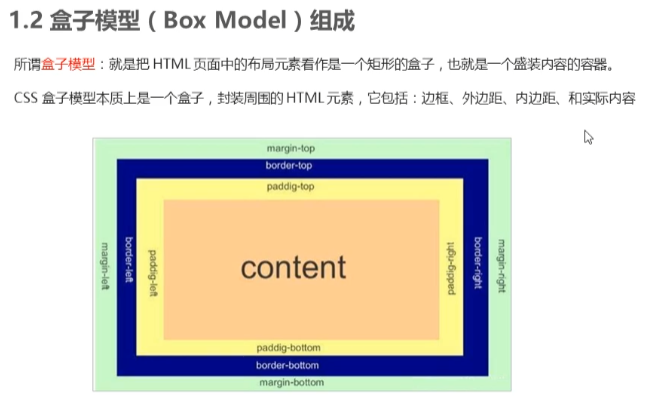 1.2 盒子模型（Box Model）组成
所谓盒子模型：就是把 HTML 页面中的布局元素看作是一个矩形的盒子，也就是一个盛装内容的容器。
CSS 盒子模型本质上是一个盒子，封装周围的 HTML 元素，它包括：边框、外边距、内边距、和实际内容
margin-top
border-top
paddig-top
margin-left
border-left
paddig-left
content
paddig-right
border-right
margin-right
paddig-bottom
border-bottom
margin-bottom